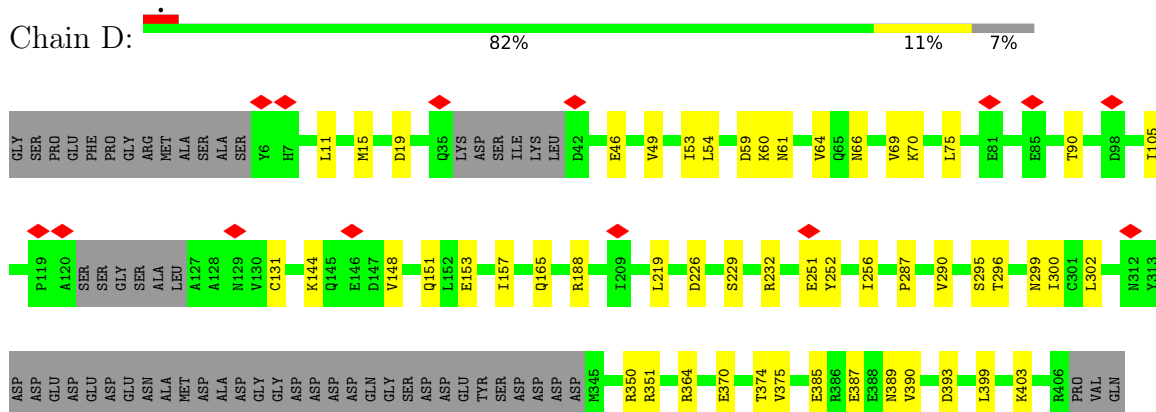 Chain D:
82% 11% 7%
GLY SER PRO GLU PHE PRO GLY ARG MET ALA SER ALA SER Y6 H7 L11 M15 D19 Q35 LYS ASP SER ILE LYS LEU D42 E46 V49 I53 L54 D59 K60 N61 V64 Q65 N66 V69 K70 L75 E81 E85 T90 D98 I105
P119 A120 SER SER GLY SER ALA LEU A127 A128 N129 V130 C131 K144 Q145 E146 D147 V148 Q151 L152 E153 I157 Q165 R188 I209 L219 D226 S229 R232 E251 Y252 I256 P287 V290 S295 T296 N299 I300 C301 L302 N312 Y313
ASP ASP GLU ALA ASP GLU ASP GLU ASN ALA MET ASP ALA ASP GLY GLY ASP ASP ASP ASP GLN GLY SER ASP ASP GLU TYR SER ASP ASP ASP ASP M345 R350 R351 R364 E370 T374 V375 E385 R386 E387 E388 N389 V390 D393 L399 K403 R406 PRO VAL GLN